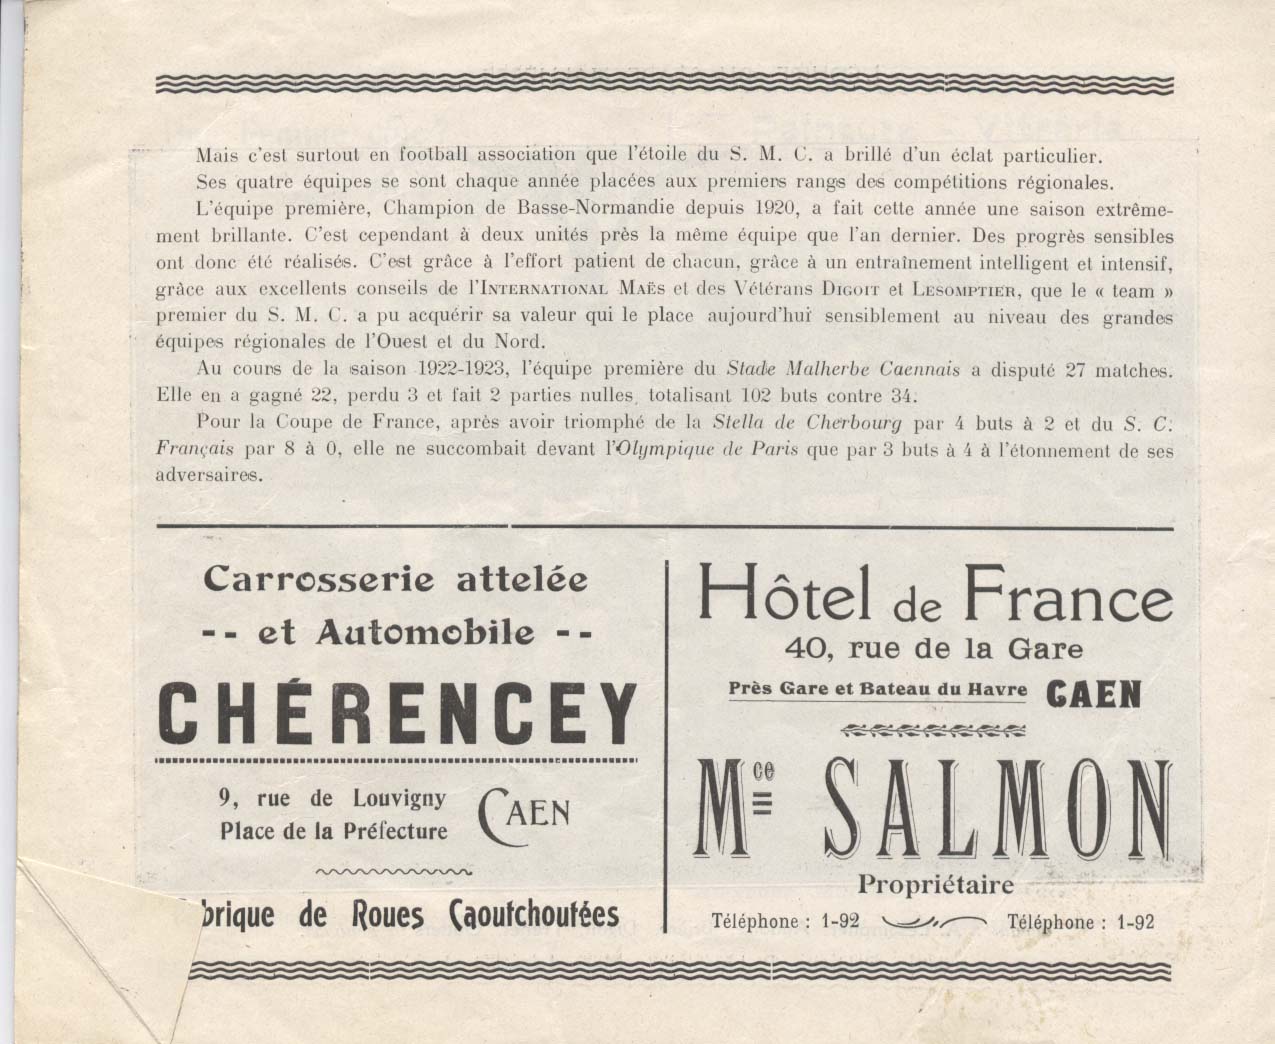 Mais c'est surtout en football association que l'étoile du S. M. C. a brillé d'un éclat particulier.
Ses quatre équipes se sont chaque année placées aux premiers rangs des compétitions régionales.
L'équipe première, Champion de Basse-Normandie depuis 1920, a fait cette année une saison extrême-
ment brillante. C'est cependant à deux unités près la même équipe que l'an dernier. Des progrès sensibles
ont donc été réalisés. C'est grâce à l'effort patient de chacun, grâce à un entraînement intelligent et intensif,
grâce aux excellents conseils de l'INTERNATIONAL MAËS et des Vétérans DIGOIT et LESOMPTIER, que le « team »
premier du S. M. C. a pu acquérir sa valeur qui le place aujourd'hui sensiblement au niveau des grandes
équipes régionales de l'Ouest et du Nord.
Au cours de la saison 1922-1923, l'équipe première du Stade Malherbe Caennais a disputé 27 matches.
Elle en a gagné 22, perdu 3 et fait 2 parties nulles, totalisant 102 buts contre 34.
Pour la Coupe de France, après avoir triomphé de la Stella de Cherbourg par 4 buts à 2 et du S. C.
Français par 8 à 0, elle ne succombait devant l'Olympique de Paris que par 3 buts à 4 à l'étonnement de ses
adversaires.
Carrosserie attelée
-- et Automobile --
CHÉRENCEY
9, rue de Louvigny
Place de la Préfecture
CAEN
brique de Roues Caoutchoutées
Hôtel de France
40, rue de la Gare
Près Gare et Bateau du Havre CAEN
Mce SALMON
Propriétaire
Téléphone : 1-92 Téléphone : 1-92